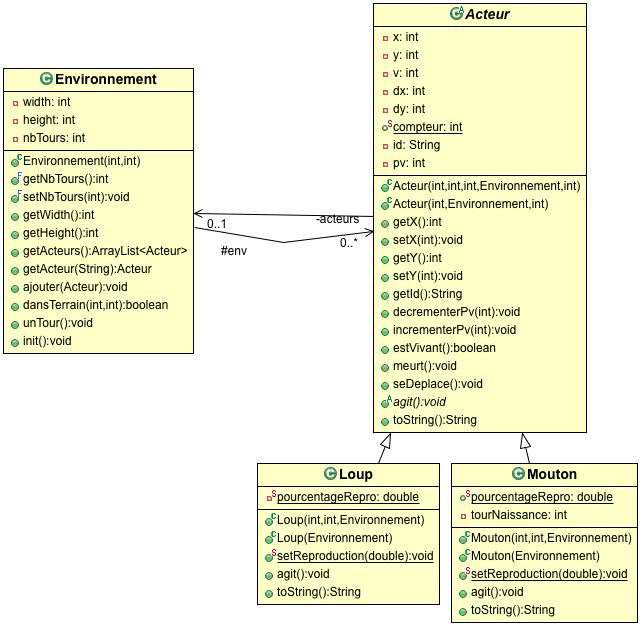 Environnement
width: int
height: int
nbTours: int
Environnement(int,int)
getNbTours():int
setNbTours(int):void
getWidth():int
getHeight():int
getActeurs():ArrayList<Acteur>
getActeur(String):Acteur
ajouter(Acteur):void
dansTerrain(int,int):boolean
unTour():void
init():void
0..1
-acteurs
#env
0..*
Acteur
x: int
y: int
v: int
dx: int
dy: int
compteur: int
id: String
pv: int
Acteur(int,int,int,Environnement,int)
Acteur(int,Environnement,int)
getX():int
setX(int):void
getY():int
setY(int):void
getId():String
decrementerPv(int):void
incrementerPv(int):void
estVivant():boolean
meurt():void
seDeplace():void
agit():void
toString():String
Loup
pourcentageRepro: double
Loup(int,int,Environnement)
Loup(Environnement)
setReproduction(double):void
agit():void
toString():String
Mouton
pourcentageRepro: double
tourNaissance: int
Mouton(int,int,Environnement)
Mouton(Environnement)
setReproduction(double):void
agit():void
toString():String